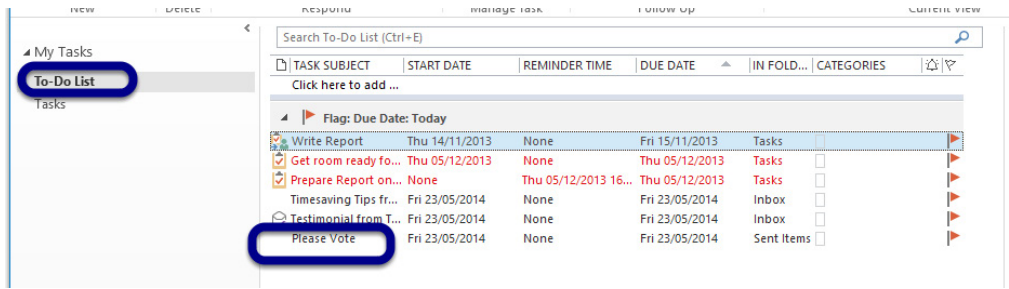 New Delete Respond Manage Task Follow Up Current View
Search To-Do List (Ctrl+E)
My Tasks
To-Do List
Tasks
TASK SUBJECT START DATE REMINDER TIME DUE DATE IN FOLD... CATEGORIES
Click here to add ...
Flag: Due Date: Today
Write Report Thu 14/11/2013 None Fri 15/11/2013 Tasks
Get room ready fo... Thu 05/12/2013 None Thu 05/12/2013 Tasks
Prepare Report on... None Thu 05/12/2013 16... Thu 05/12/2013 Tasks
Timesaving Tips fr... Fri 23/05/2014 None Fri 23/05/2014 Inbox
Testimonial from T... Fri 23/05/2014 None Fri 23/05/2014 Inbox
Please Vote Fri 23/05/2014 None Fri 23/05/2014 Sent Items